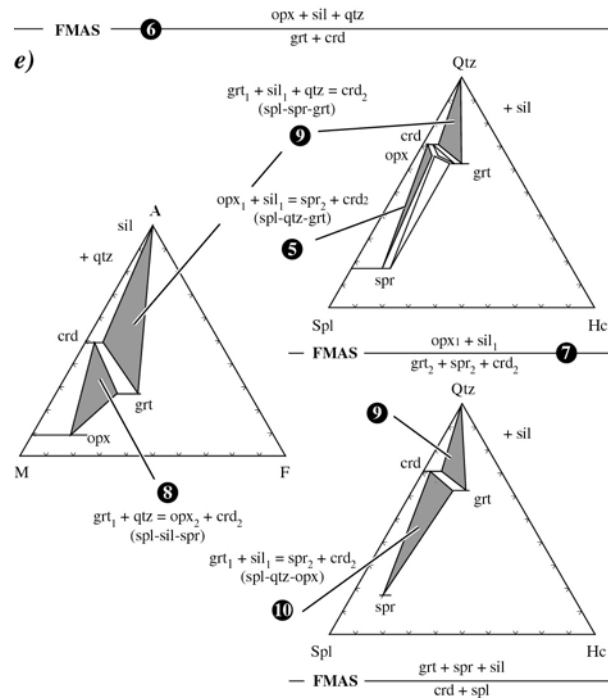 opx + sil + qtz
FMAS 6
grt + crd
e)
Qtz
+ sil
grt₁ + sil₁ + qtz = crd₂
(spl-spr-grt)
9
crd
opx
grt
opx₁ + sil₁ = spr₂ + crd₂
(spl-qtz-grt)
5
spr
Spl
Hc
A
sil
+ qtz
crd
grt
opx
M
F
8
grt₁ + qtz = opx₂ + crd₂
(spl-sil-spr)
opx₁ + sil₁
FMAS 7
grt₂ + spr₂ + crd₂
Qtz
9
+ sil
crd
grt
grt₁ + sil₁ = spr₂ + crd₂
(spl-qtz-opx)
10
spr
Spl
Hc
grt + spr + sil
FMAS
crd + spl